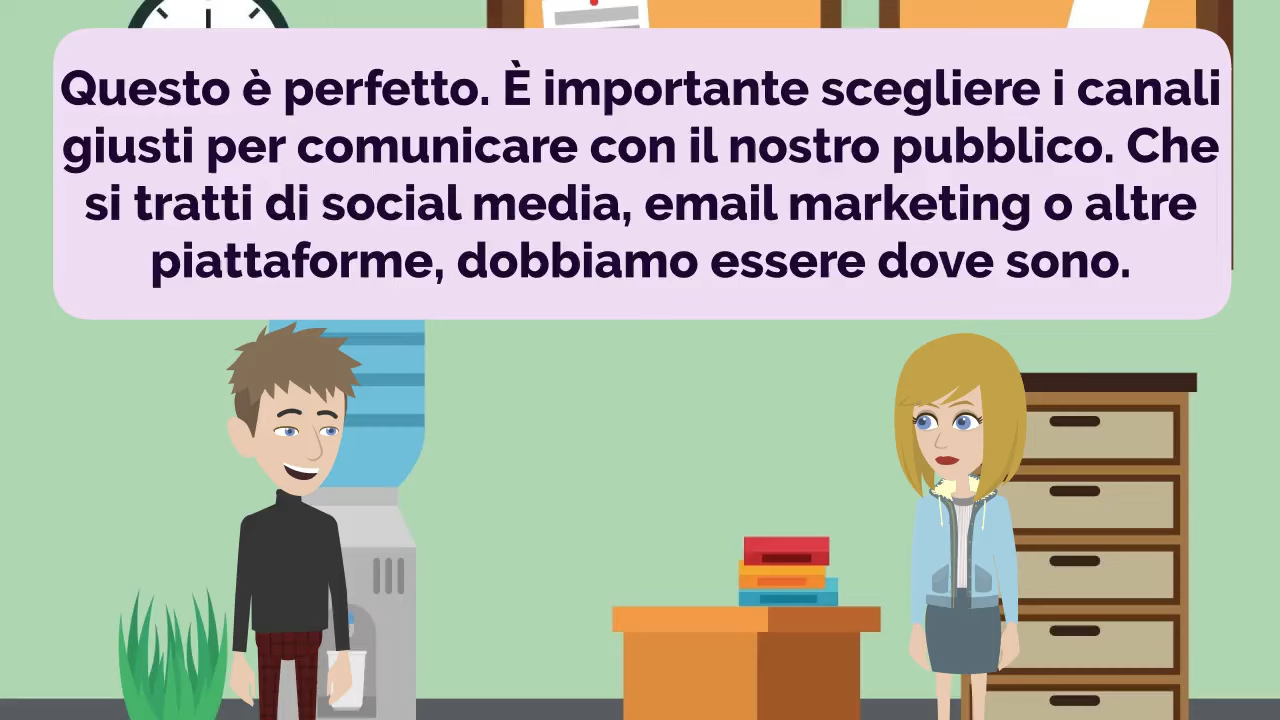 Questo è perfetto. È importante scegliere i canali
giusti per comunicare con il nostro pubblico. Che
si tratti di social media, email marketing o altre
piattaforme, dobbiamo essere dove sono.